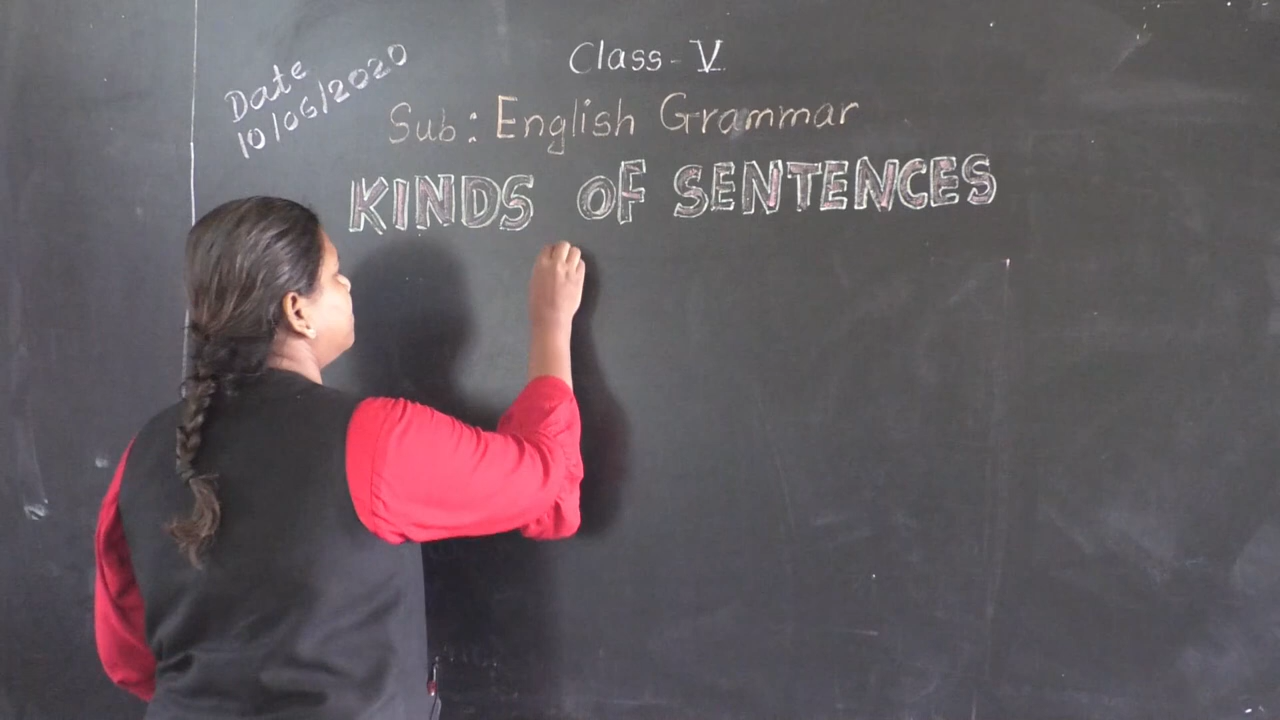 Date
10/06/2020
Class - V
Sub: English Grammar
KINDS OF SENTENCES